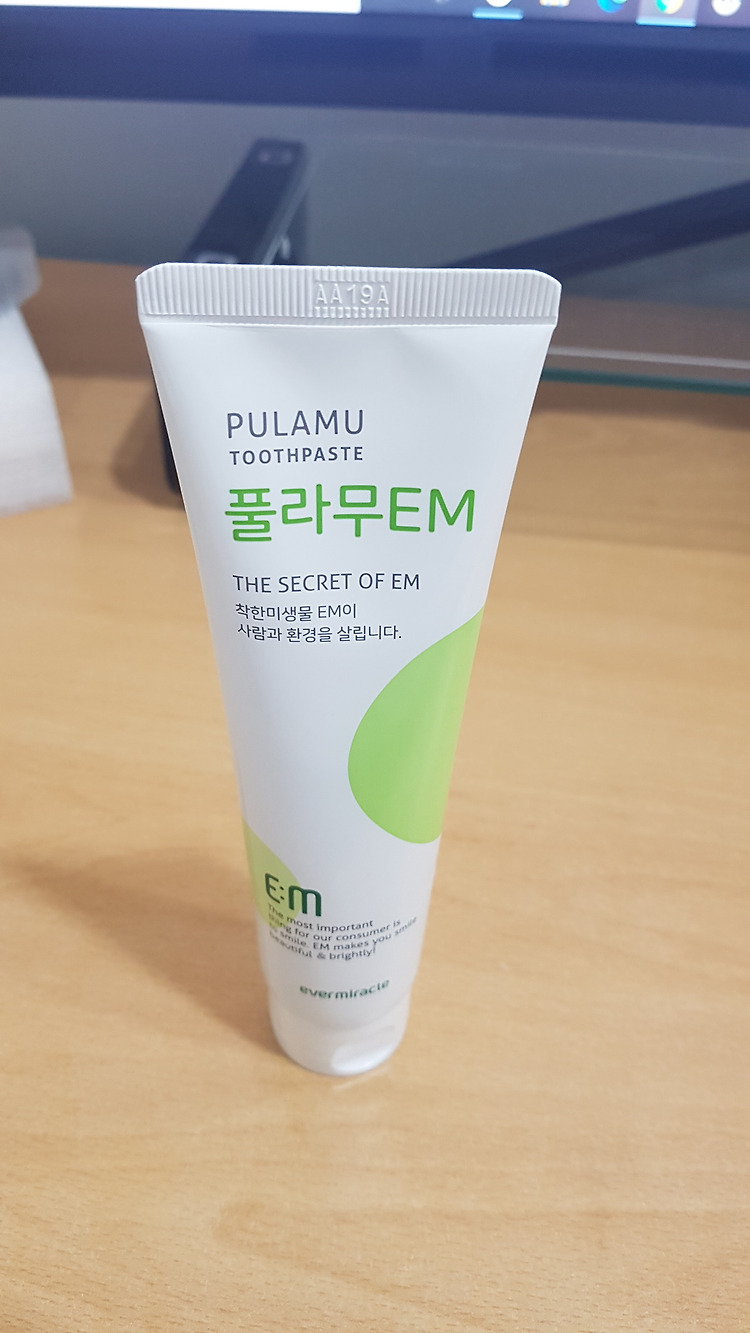 AA19A
PULAMU
TOOTHPASTE
풀라무EM
THE SECRET OF EM
착한미생물 EM이
사람과 환경을 살립니다.
E:m
The most important
thing for our consumer is
to smile. EM makes you smile
beautiful & brightly!
evermiracle